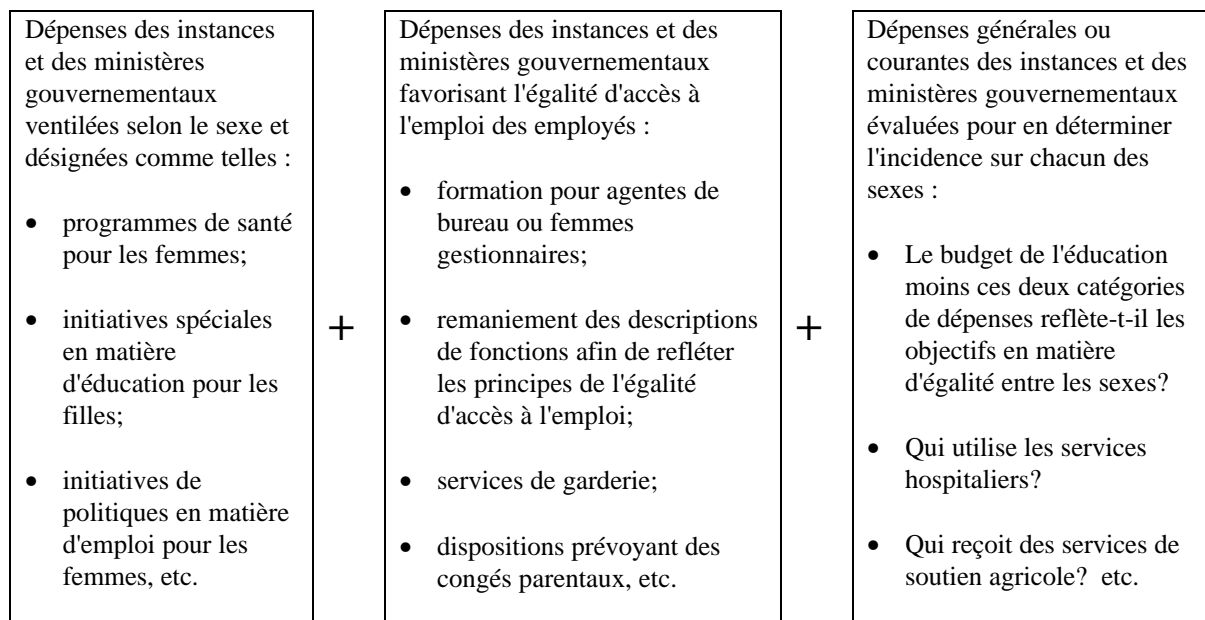 Dépenses des instances
et des ministères
gouvernementaux
ventilées selon le sexe et
désignées comme telles :
• programmes de santé
pour les femmes;
• initiatives spéciales
en matière
d'éducation pour les
filles;
• initiatives de
politiques en matière
d'emploi pour les
femmes, etc.
+
Dépenses des instances et des
ministères gouvernementaux
favorisant l'égalité d'accès à
l'emploi des employés :
• formation pour agentes de
bureau ou femmes
gestionnaires;
• remaniement des descriptions
de fonctions afin de refléter
les principes de l'égalité
d'accès à l'emploi;
• services de garderie;
• dispositions prévoyant des
congés parentaux, etc.
+
Dépenses générales ou
courantes des instances et des
ministères gouvernementaux
évaluées pour en déterminer
l'incidence sur chacun des
sexes :
• Le budget de l'éducation
moins ces deux catégories
de dépenses reflète-t-il les
objectifs en matière
d'égalité entre les sexes?
• Qui utilise les services
hospitaliers?
• Qui reçoit des services de
soutien agricole?  etc.